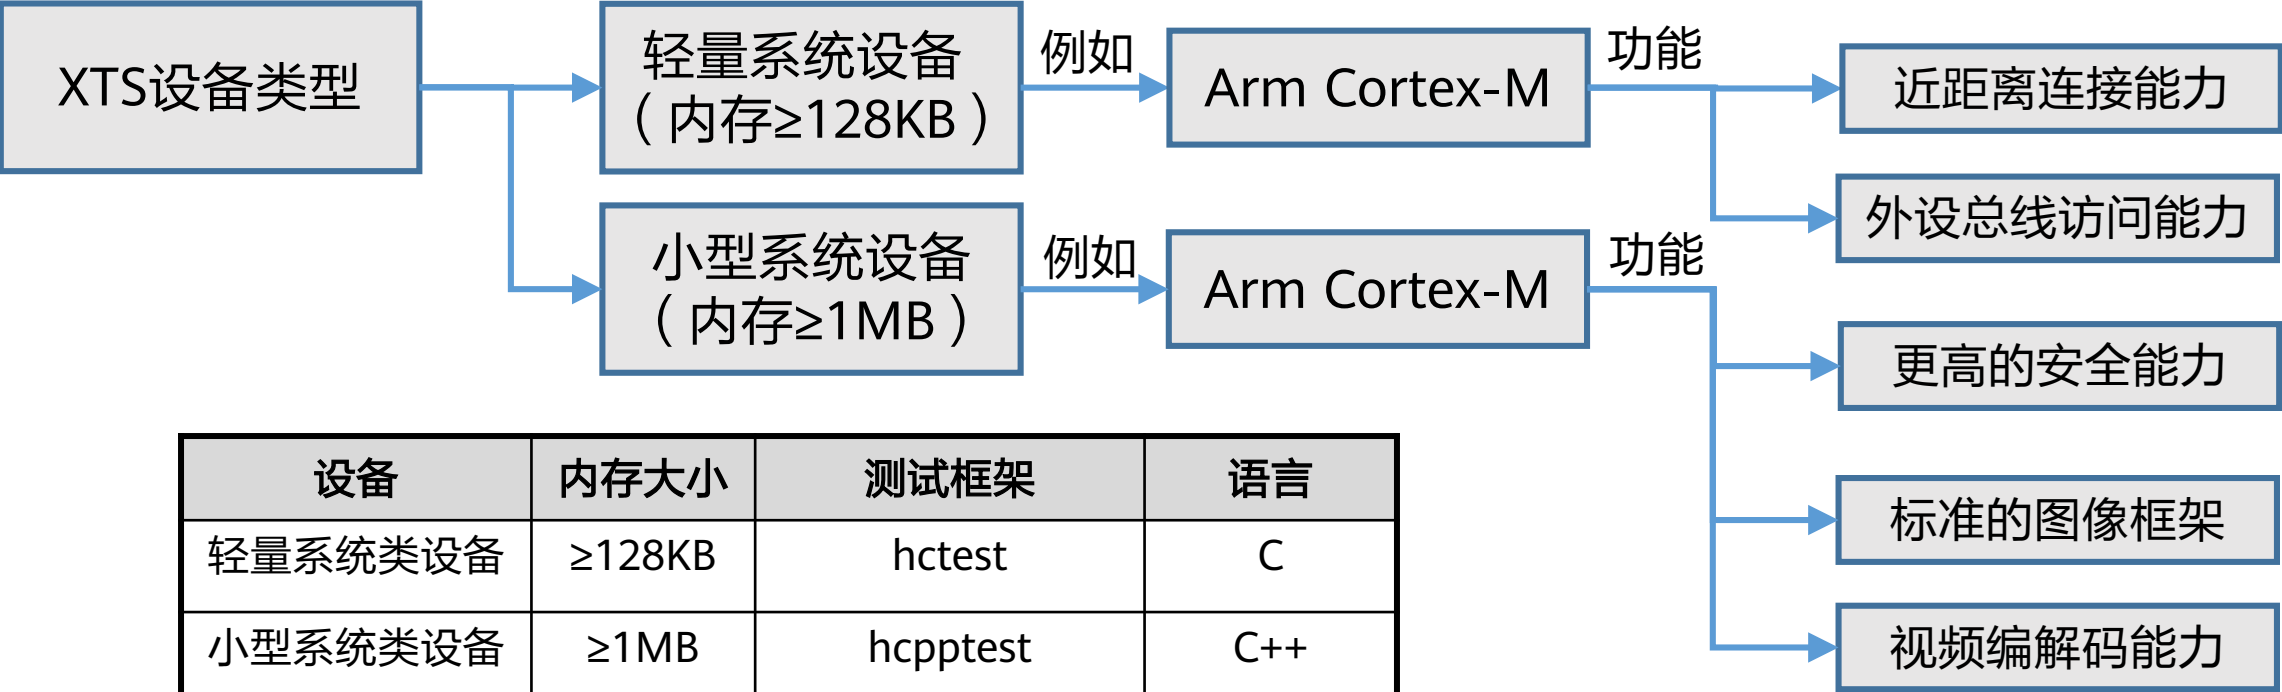 XTS设备类型
轻量系统设备
（内存≥128KB）
例如
Arm Cortex-M
功能
近距离连接能力
外设总线访问能力
小型系统设备
（内存≥1MB）
例如
Arm Cortex-M
功能
更高的安全能力
标准的图像框架
视频编解码能力
设备 内存大小 测试框架 语言
轻量系统类设备 ≥128KB hctest C
小型系统类设备 ≥1MB hcpptest C++